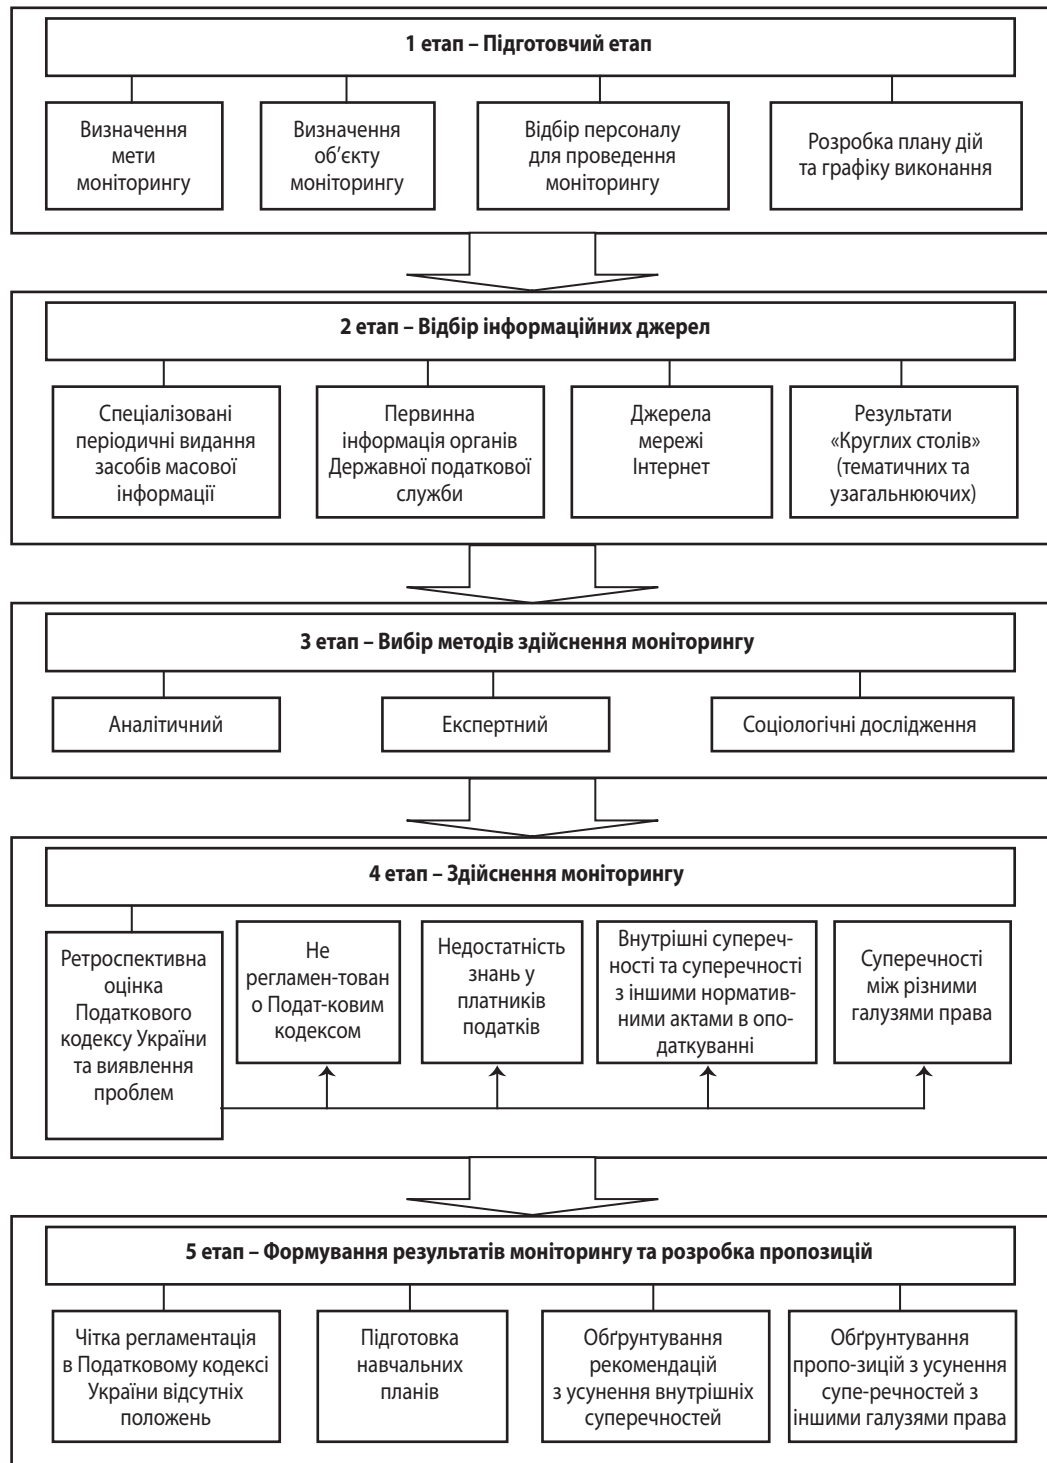 1 етап – Підготовчий етап
Визначення
мети
моніторингу
Визначення
об’єкту
моніторингу
Відбір персоналу
для проведення
моніторингу
Розробка плану дій
та графіку виконання
2 етап – Відбір інформаційних джерел
Спеціалізовані
періодичні видання
засобів масової
інформації
Первинна
інформація органів
Державної податкової
служби
Джерела
мережі
Інтернет
Результати
«Круглих столів»
(тематичних та
узагальнюючих)
3 етап – Вибір методів здійснення моніторингу
Аналітичний
Експертний
Соціологічні дослідження
4 етап – Здійснення моніторингу
Ретроспективна
оцінка
Податкового
кодексу України
та виявлення
проблем
Не
регламен-тован
о Подат-ковим
кодексом
Недостатність
знань у
платників
податків
Внутрішні супереч-
ності та суперечності
з іншими норматив-
ними актами в опо-
даткуванні
Суперечності
між різними
галузями права
5 етап – Формування результатів моніторингу та розробка пропозицій
Чітка регламентація
в Податковому кодексі
України відсутніх
положень
Підготовка
навчальних
планів
Обґрунтування
рекомендацій
з усунення внутрішніх
суперечностей
Обґрунтування
пропо-зицій з усунення
супе-речностей з
іншими галузями права